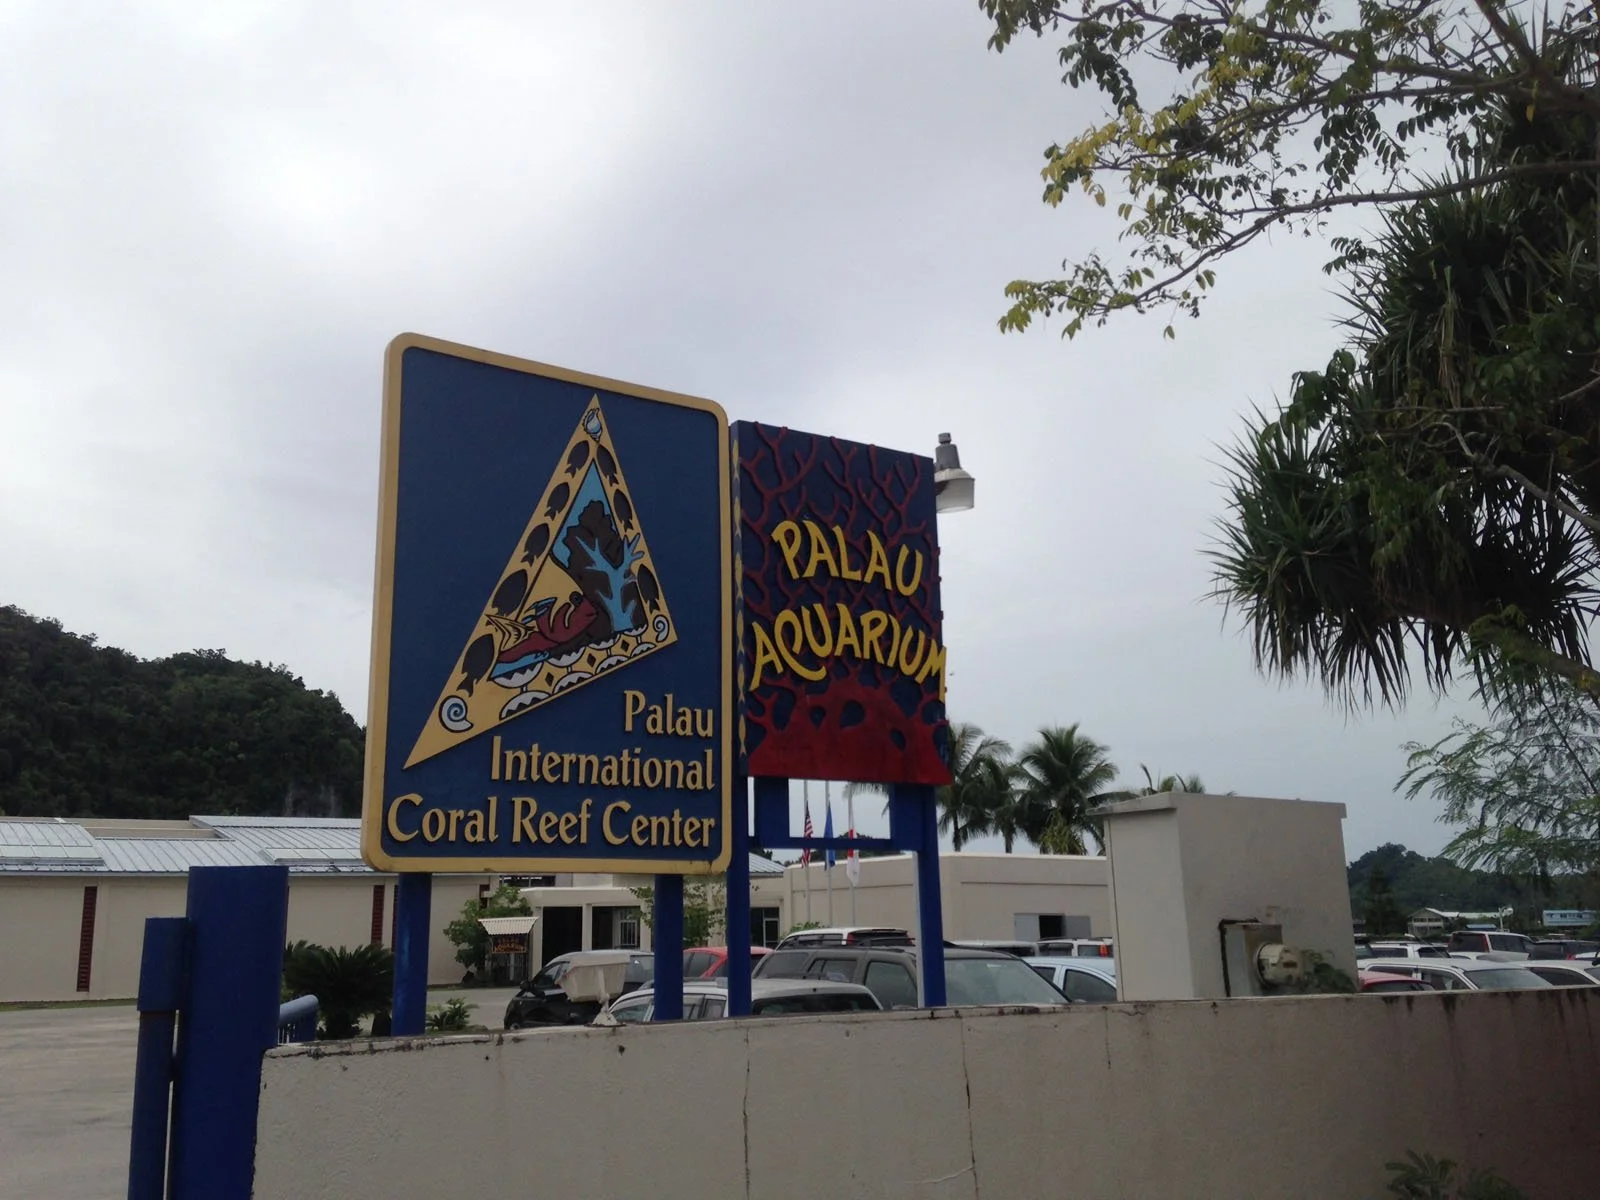 Palau
International
Coral Reef Center
PALAU
AQUARIUM